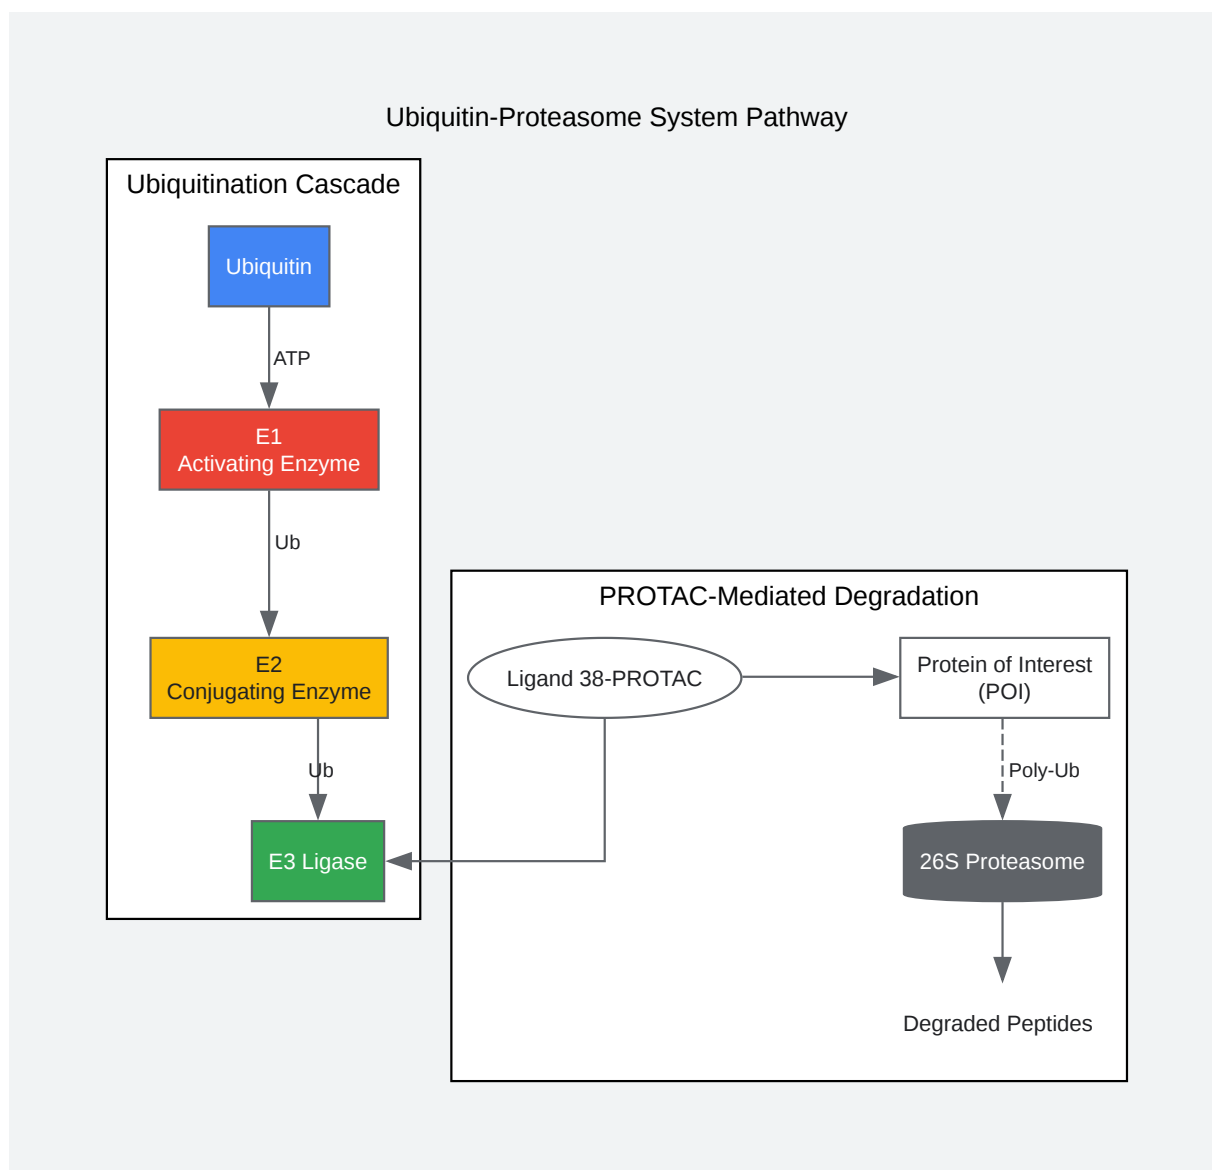 Ubiquitin-Proteasome System Pathway
Ubiquitination Cascade
Ubiquitin
ATP
E1
Activating Enzyme
Ub
E2
Conjugating Enzyme
Ub
E3 Ligase
PROTAC-Mediated Degradation
Ligand 38-PROTAC
Protein of Interest
(POI)
Poly-Ub
26S Proteasome
Degraded Peptides